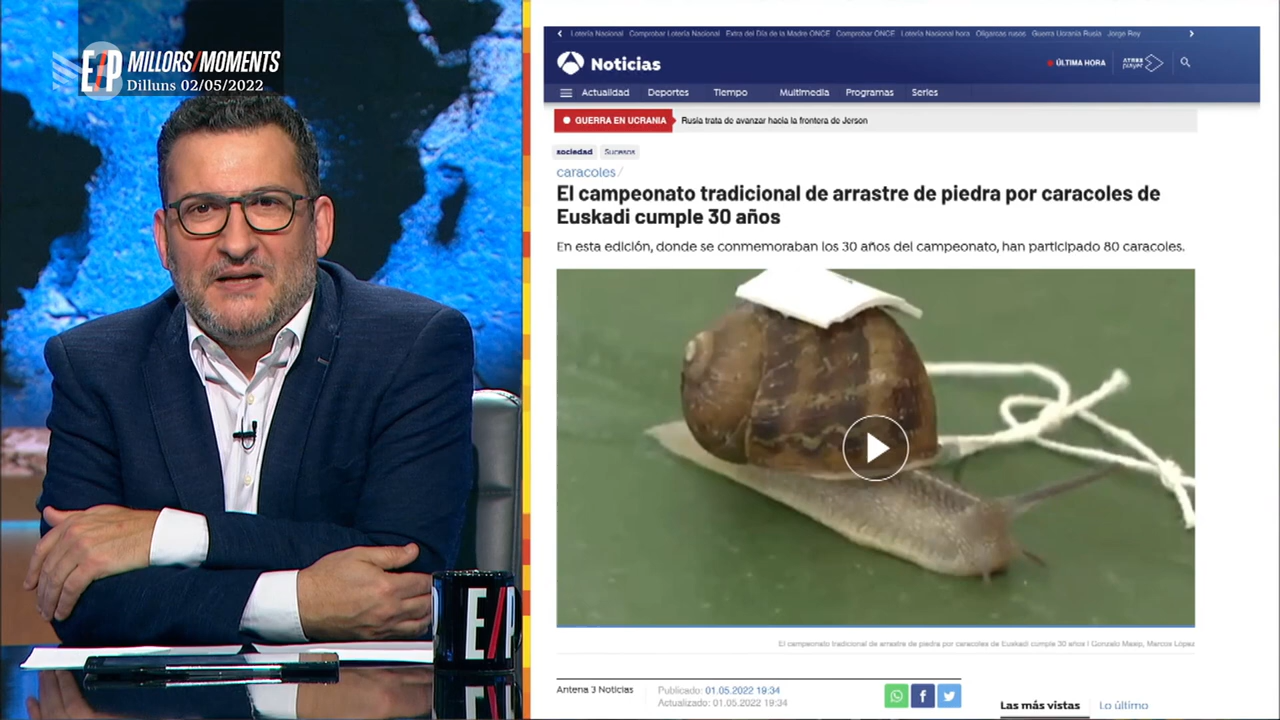 E/P MILLORS/MOMENTS
Dilluns 02/05/2022
Lotería Nacional Comprobar Lotería Nacional Extra del Día de la Madre ONCE Comprobar ONCE Lotería Nacional hora Oligarcas rusos Guerra Ucrania Rusia Jorge Rey
Noticias
ÚLTIMA HORA
ATRES player
Actualidad Deportes Tiempo Multimedia Programas Series
GUERRA EN UCRANIA Rusia trata de avanzar hacia la frontera de Jerson
sociedad Sucesos
caracoles/
El campeonato tradicional de arrastre de piedra por caracoles de
Euskadi cumple 30 años
En esta edición, donde se conmemoraban los 30 años del campeonato, han participado 80 caracoles.
El campeonato tradicional de arrastre de piedra por caracoles de Euskadi cumple 30 años | Gonzalo Meap, Marcos López
Antena 3 Noticias
Publicado: 01.05.2022 19:34
Actualizado: 01.05.2022 19:34
Las más vistas Lo último
E/P